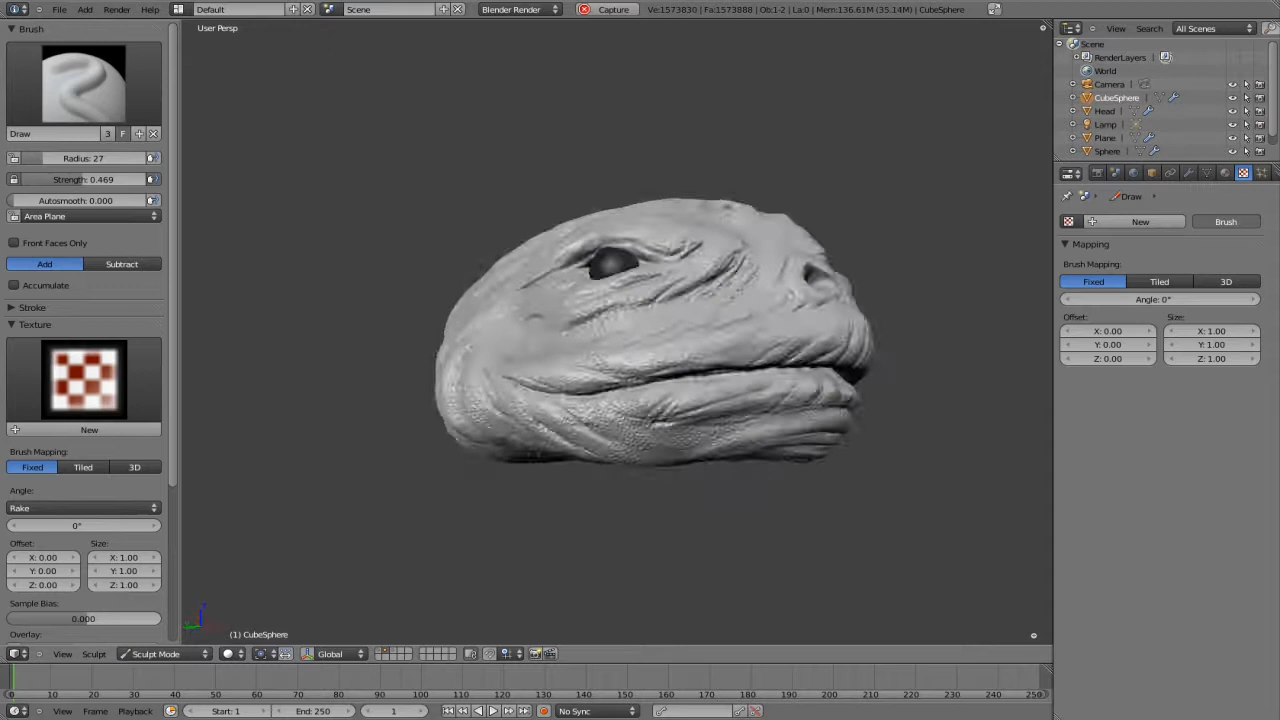 File Add Render Window Help Default Scene Blender Render Capture Ve:1573830 | Fa:1573888 | Ob:1-2 | La:0 | Mem:136.61M (35.14M) | CubeSphere
Brush
User Persp
View Search All Scenes
Scene
RenderLayers
World
Camera
CubeSphere
Head
Lamp
Plane
Sphere
Draw 3 F
Radius: 27
Strength: 0.469
Autosmooth: 0.000
Area Plane
Front Faces Only
Add Subtract
Accumulate
Stroke
Texture
New
Brush Mapping:
Fixed Tiled 3D
Angle:
Rake
0°
Offset: Size:
X: 0.00 X: 1.00
Y: 0.00 Y: 1.00
Z: 0.00 Z: 1.00
Sample Bias:
0.000
Overlay:
Draw
New Brush
Mapping
Brush Mapping:
Fixed Tiled 3D
Angle: 0°
Offset: Size:
X: 0.00 X: 1.00
Y: 0.00 Y: 1.00
Z: 0.00 Z: 1.00
(1) CubeSphere
View Sculpt Sculpt Mode Global
0 10 20 30 40 50 60 70 80 90 100 110 120 130 140 150 160 170 180 190 200 210 220 230 240 250
View Frame Playback Start: 1 End: 250 1 No Sync